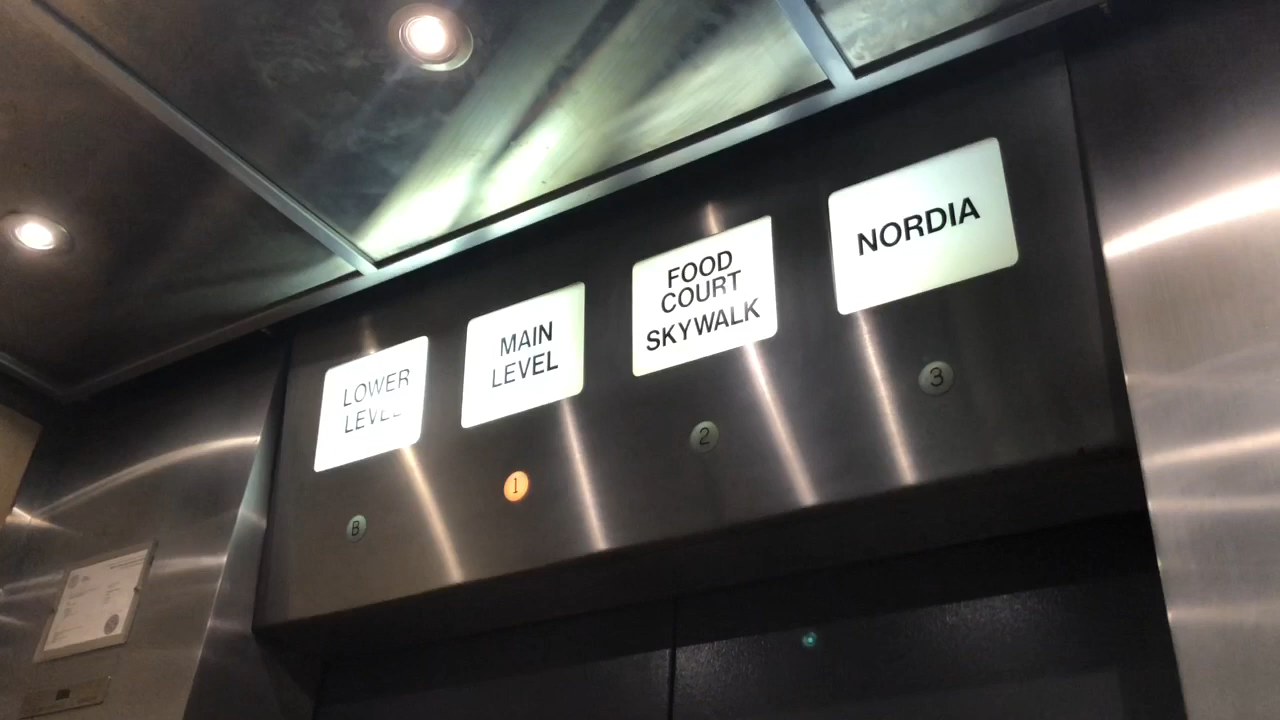 LOWER
LEVEL
MAIN
LEVEL
FOOD
COURT
SKYWALK
NORDIA
B
1
2
3